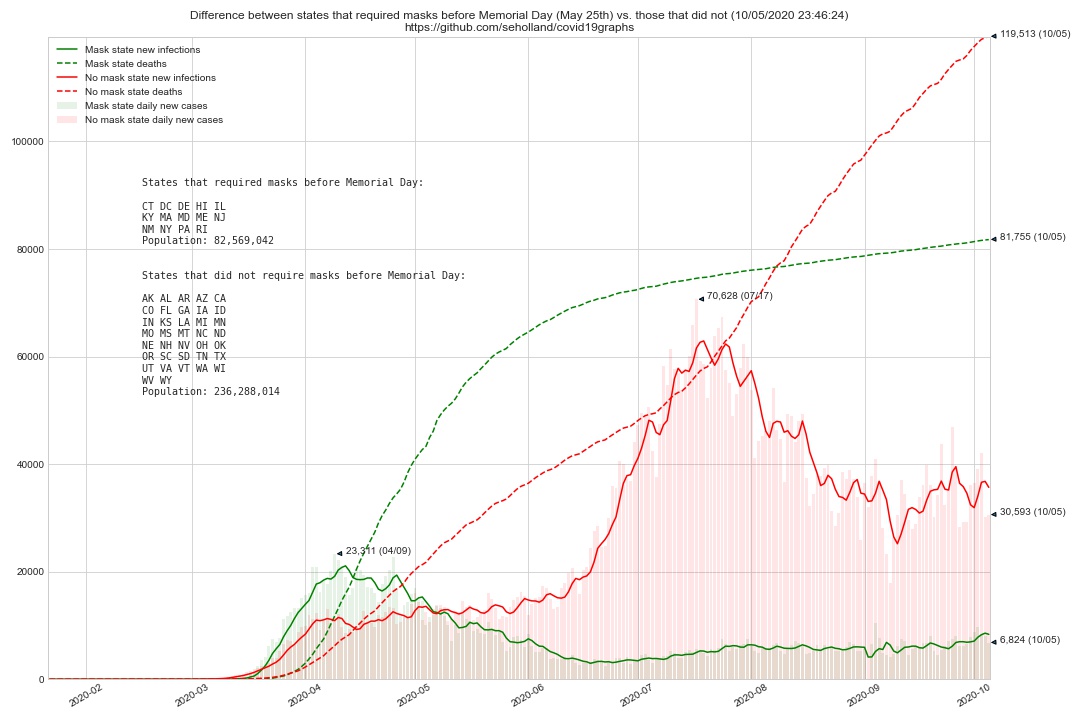 Difference between states that required masks before Memorial Day (May 25th) vs. those that did not (10/05/2020 23:46:24)
https://github.com/seholland/covid19graphs
Mask state new infections
Mask state deaths
No mask state new infections
No mask state deaths
Mask state daily new cases
No mask state daily new cases
119,513 (10/05)
100000
States that required masks before Memorial Day:
CT DC DE HI IL
KY MA MD ME NJ
NM NY PA RI
Population: 82,569,042
80000
81,755 (10/05)
States that did not require masks before Memorial Day:
AK AL AR AZ CA
CO FL GA IA ID
IN KS LA MI MN
MO MS MT NC ND
NE NH NV OH OK
OR SC SD TN TX
UT VA VT WA WI
WV WY
Population: 236,288,014
70,628 (07/17)
60000
40000
30,593 (10/05)
23,311 (04/09)
20000
6,824 (10/05)
0
2020-02
2020-03
2020-04
2020-05
2020-06
2020-07
2020-08
2020-09
2020-10